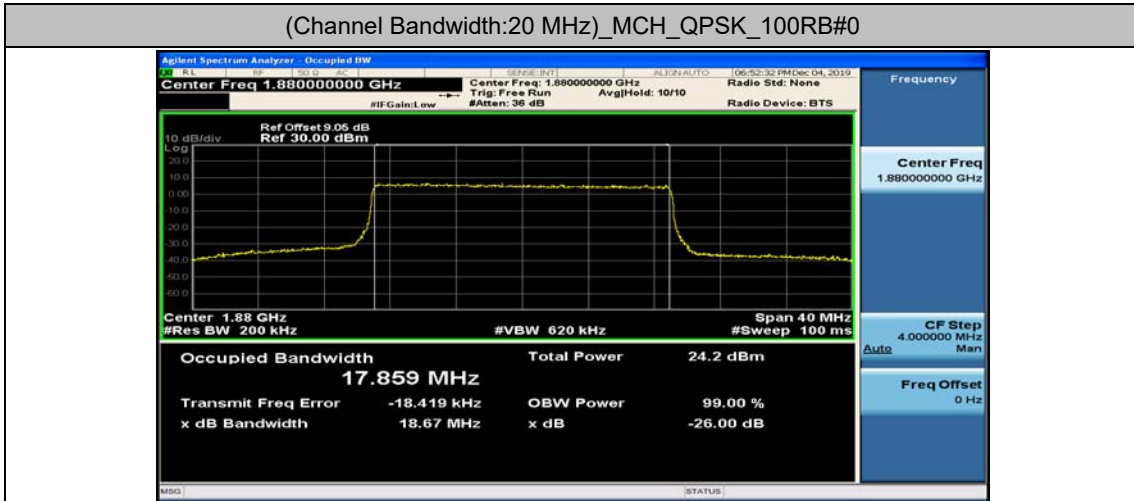 (Channel Bandwidth:20 MHz)_MCH_QPSK_100RB#0
Agilent Spectrum Analyzer - Occupied BW
RL RF 50 Ω AC SENSE:INT ALIGN AUTO 06:52:32 PM Dec 04, 2019
Center Freq 1.880000000 GHz
Center Freq: 1.880000000 GHz
Radio Std: None
Trig: Free Run Avg|Hold: 10/10
#IFGain:Low #Atten: 36 dB Radio Device: BTS
Ref Offset 9.05 dB
10 dB/div Ref 30.00 dBm
Log
20.0
10.0
0.00
-10.0
-20.0
-30.0
-40.0
-50.0
-60.0
Center 1.88 GHz Span 40 MHz
#Res BW 200 kHz #VBW 620 kHz #Sweep 100 ms
Occupied Bandwidth Total Power 24.2 dBm
17.859 MHz
Transmit Freq Error -18.419 kHz OBW Power 99.00 %
x dB Bandwidth 18.67 MHz x dB -26.00 dB
MSG STATUS
Frequency
Center Freq
1.880000000 GHz
CF Step
4.000000 MHz
Auto Man
Freq Offset
0 Hz